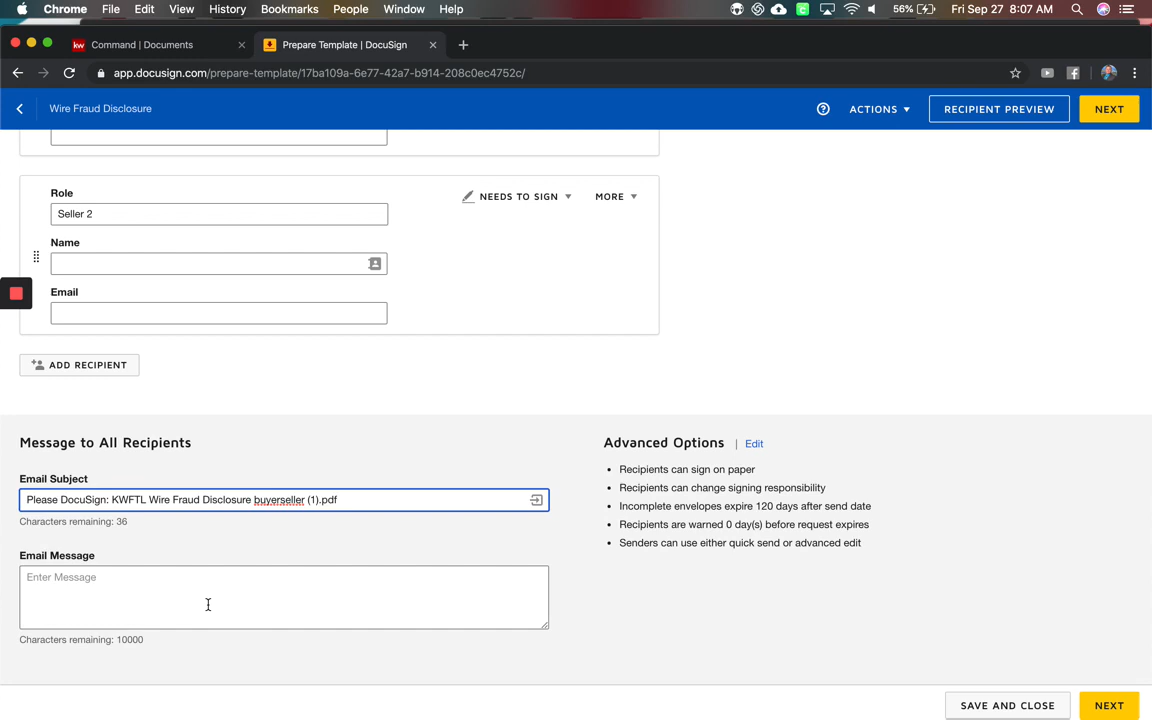 Chrome File Edit View History Bookmarks People Window Help 56% Fri Sep 27 8:07 AM
Command | Documents
Prepare Template | DocuSign
app.docusign.com/prepare-template/17ba109a-6e77-42a7-b914-208c0ec4752c/
Wire Fraud Disclosure ACTIONS RECIPIENT PREVIEW NEXT
Role
NEEDS TO SIGN MORE
Seller 2
Name
Email
ADD RECIPIENT
Message to All Recipients
Email Subject
Please DocuSign: KWFTL Wire Fraud Disclosure buyerseller (1).pdf
Characters remaining: 36
Email Message
Enter Message
Characters remaining: 10000
Advanced Options | Edit
Recipients can sign on paper
Recipients can change signing responsibility
Incomplete envelopes expire 120 days after send date
Recipients are warned 0 day(s) before request expires
Senders can use either quick send or advanced edit
SAVE AND CLOSE NEXT